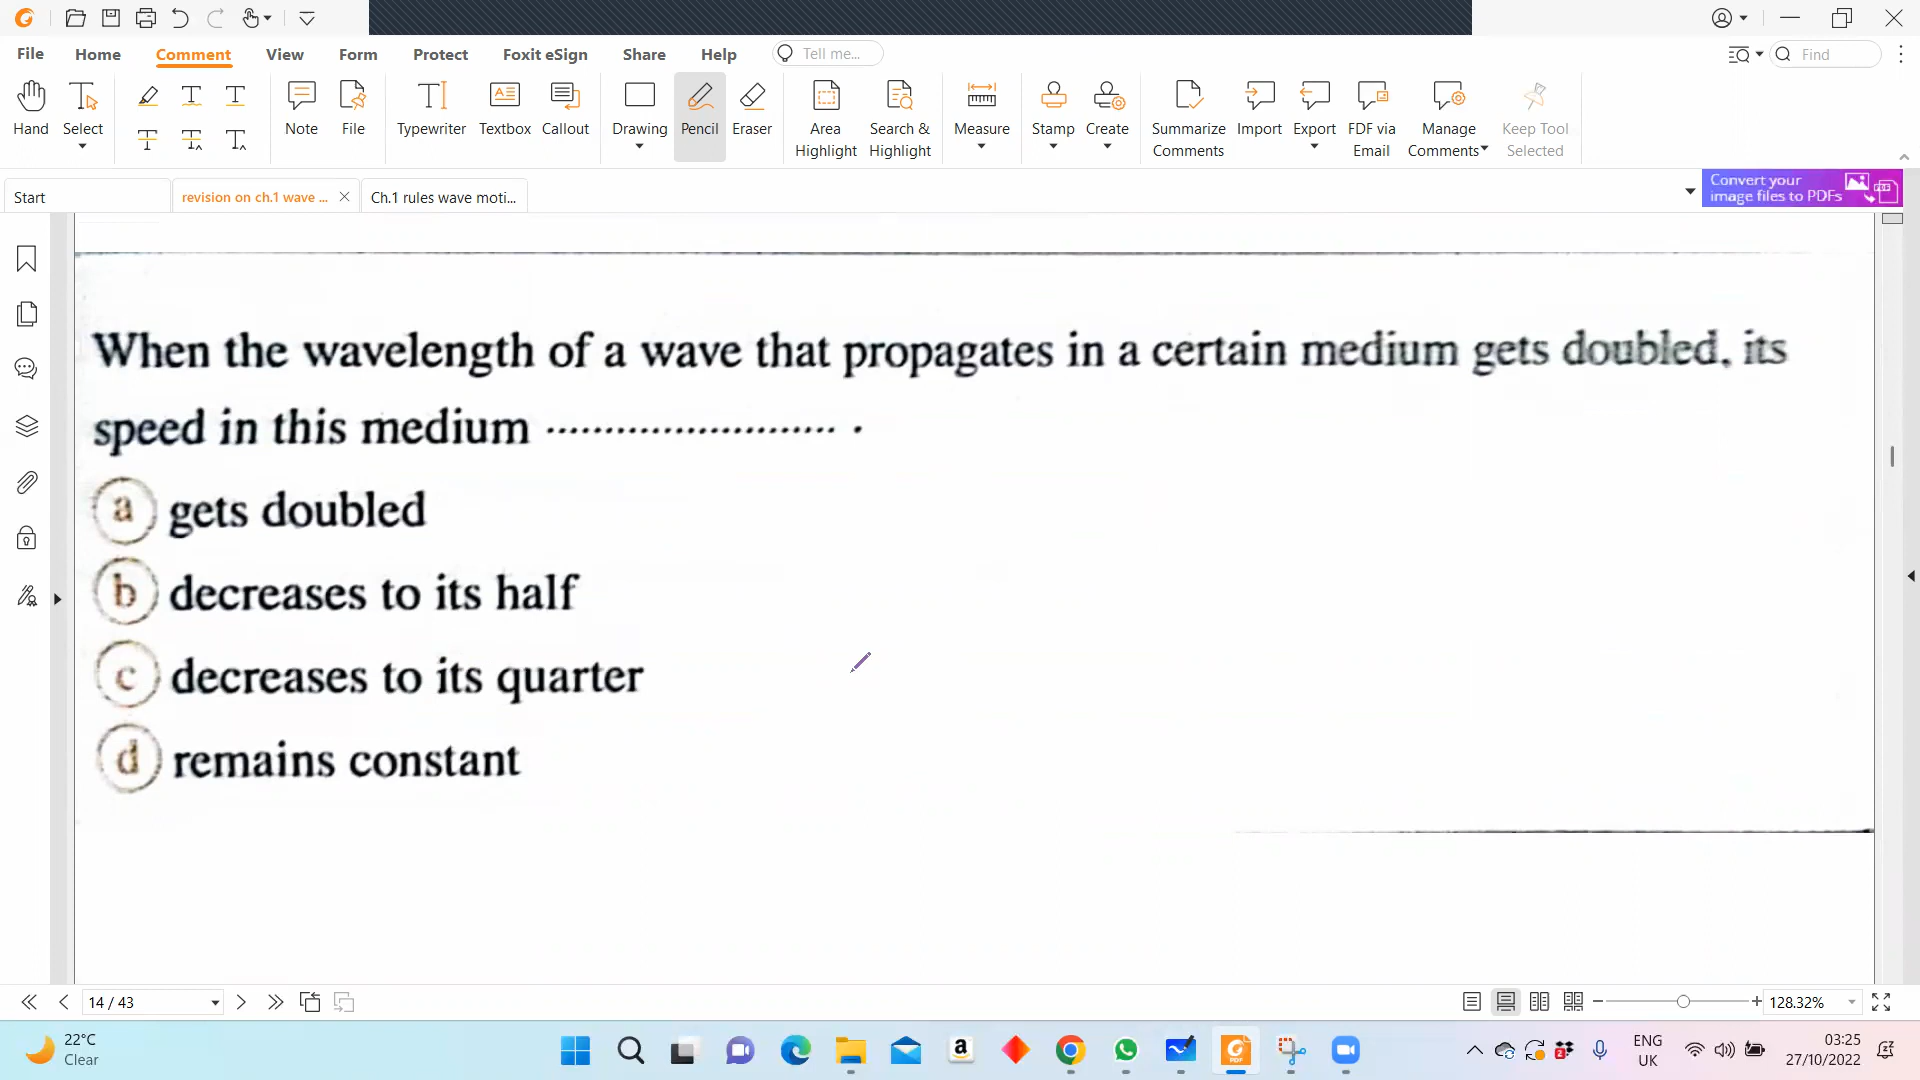 File
Home
Comment
View
Form
Protect
Foxit eSign
Share
Help
Tell me...
Find
Hand
Select
Note
File
Typewriter
Textbox
Callout
Drawing
Pencil
Eraser
Area Highlight
Search & Highlight
Measure
Stamp
Create
Summarize Comments
Import
Export
FDF via Email
Manage Comments
Keep Tool Selected
Start
revision on ch.1 wave ...
Ch.1 rules wave moti...
Convert your
image files to PDFs
When the wavelength of a wave that propagates in a certain medium gets doubled, its
speed in this medium ......................... .
a gets doubled
b decreases to its half
c decreases to its quarter
d remains constant
14 / 43
128.32%
22°C
Clear
ENG
UK
03:25
27/10/2022